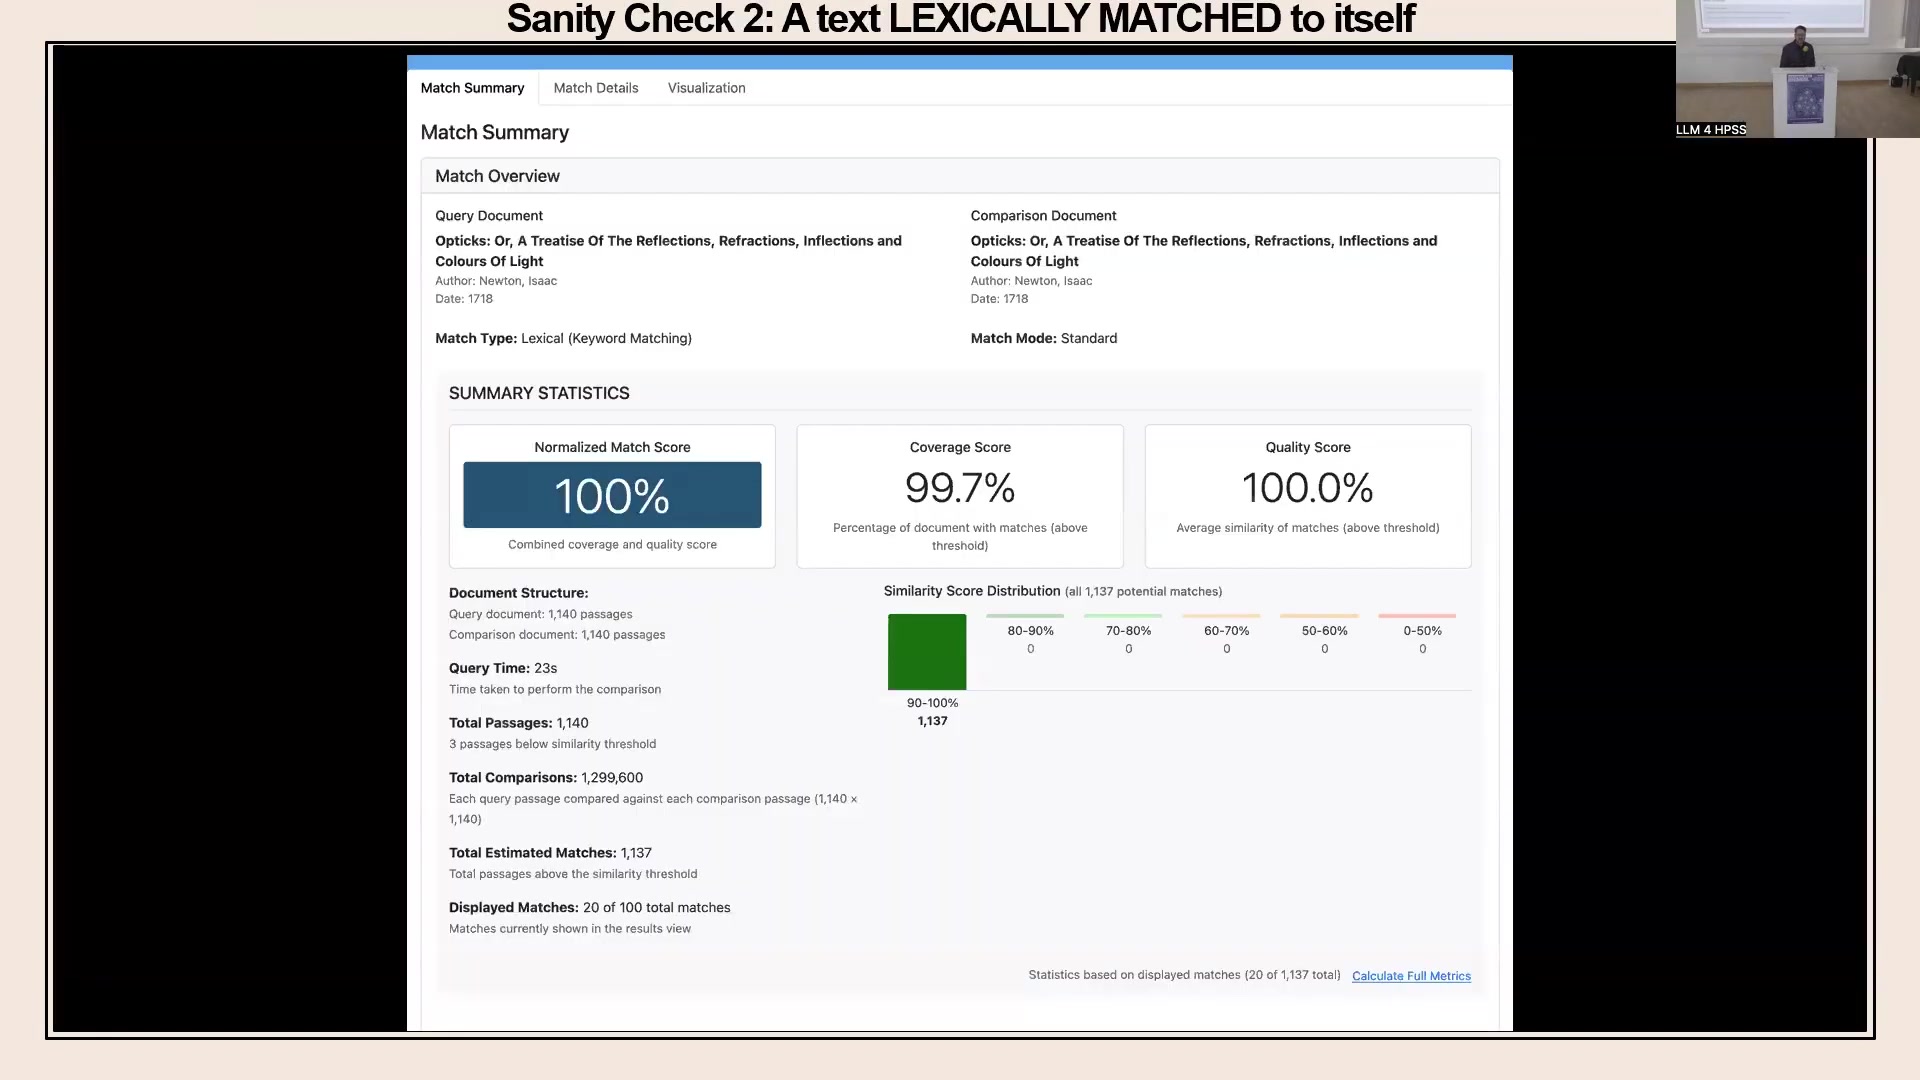 Sanity Check 2: A text LEXICALLY MATCHED to itself
LLM 4 HPSS
Match Summary
Match Details
Visualization
Match Summary
Match Overview
Query Document
Opticks: Or, A Treatise Of The Reflections, Refractions, Inflections and
Colours Of Light
Author: Newton, Isaac
Date: 1718
Comparison Document
Opticks: Or, A Treatise Of The Reflections, Refractions, Inflections and
Colours Of Light
Author: Newton, Isaac
Date: 1718
Match Type: Lexical (Keyword Matching)
Match Mode: Standard
SUMMARY STATISTICS
Normalized Match Score
100%
Combined coverage and quality score
Coverage Score
99.7%
Percentage of document with matches (above
threshold)
Quality Score
100.0%
Average similarity of matches (above threshold)
Document Structure:
Query document: 1,140 passages
Comparison document: 1,140 passages
Query Time: 23s
Time taken to perform the comparison
Total Passages: 1,140
3 passages below similarity threshold
Total Comparisons: 1,299,600
Each query passage compared against each comparison passage (1,140 ×
1,140)
Total Estimated Matches: 1,137
Total passages above the similarity threshold
Displayed Matches: 20 of 100 total matches
Matches currently shown in the results view
Similarity Score Distribution (all 1,137 potential matches)
90-100%
1,137
80-90%
0
70-80%
0
60-70%
0
50-60%
0
0-50%
0
Statistics based on displayed matches (20 of 1,137 total) Calculate Full Metrics